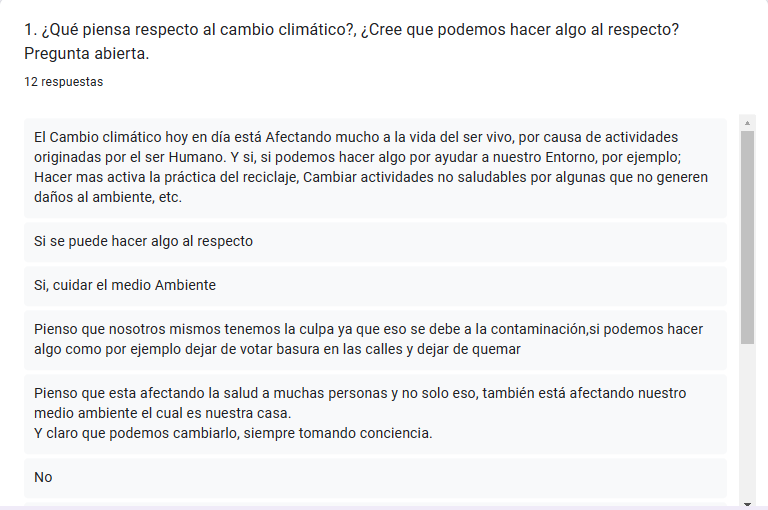 1. ¿Qué piensa respecto al cambio climático?, ¿Cree que podemos hacer algo al respecto?
Pregunta abierta.
12 respuestas
El Cambio climático hoy en día está Afectando mucho a la vida del ser vivo, por causa de actividades
originadas por el ser Humano. Y si, si podemos hacer algo por ayudar a nuestro Entorno, por ejemplo;
Hacer mas activa la práctica del reciclaje, Cambiar actividades no saludables por algunas que no generen
daños al ambiente, etc.
Si se puede hacer algo al respecto
Si, cuidar el medio Ambiente
Pienso que nosotros mismos tenemos la culpa ya que eso se debe a la contaminación,si podemos hacer
algo como por ejemplo dejar de votar basura en las calles y dejar de quemar
Pienso que esta afectando la salud a muchas personas y no solo eso, también está afectando nuestro
medio ambiente el cual es nuestra casa.
Y claro que podemos cambiarlo, siempre tomando conciencia.
No